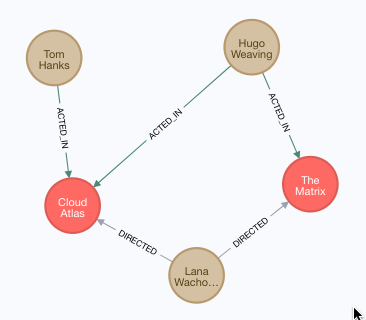 Tom
Hanks
Hugo
Weaving
ACTED_IN
ACTED_IN
ACTED_IN
Cloud
Atlas
The
Matrix
DIRECTED
DIRECTED
Lana
Wacho...